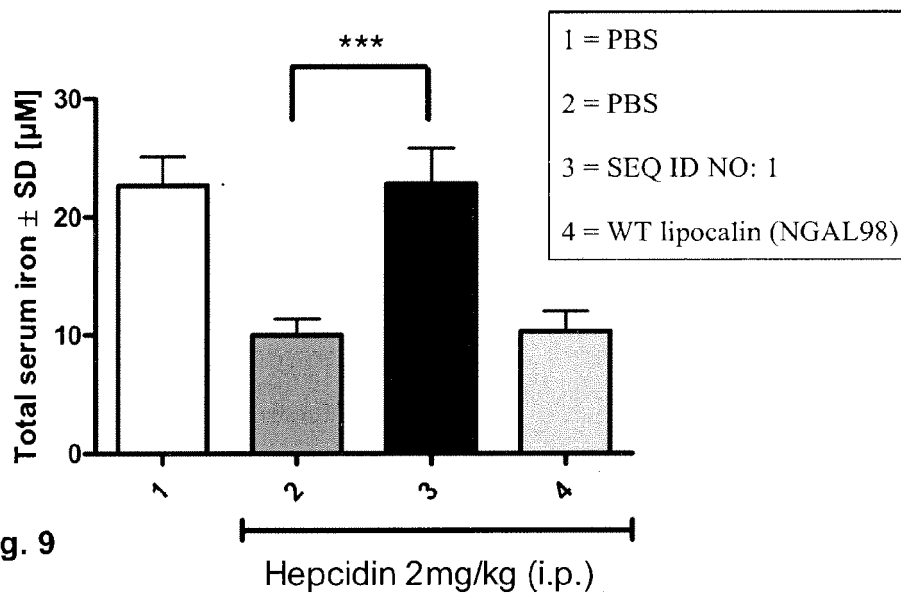 ***
1 = PBS
2 = PBS
3 = SEQ ID NO: 1
4 = WT lipocalin (NGAL98)
Total serum iron ± SD [µM]
30
20
10
0
1
2
3
4
g. 9
Hepcidin 2mg/kg (i.p.)